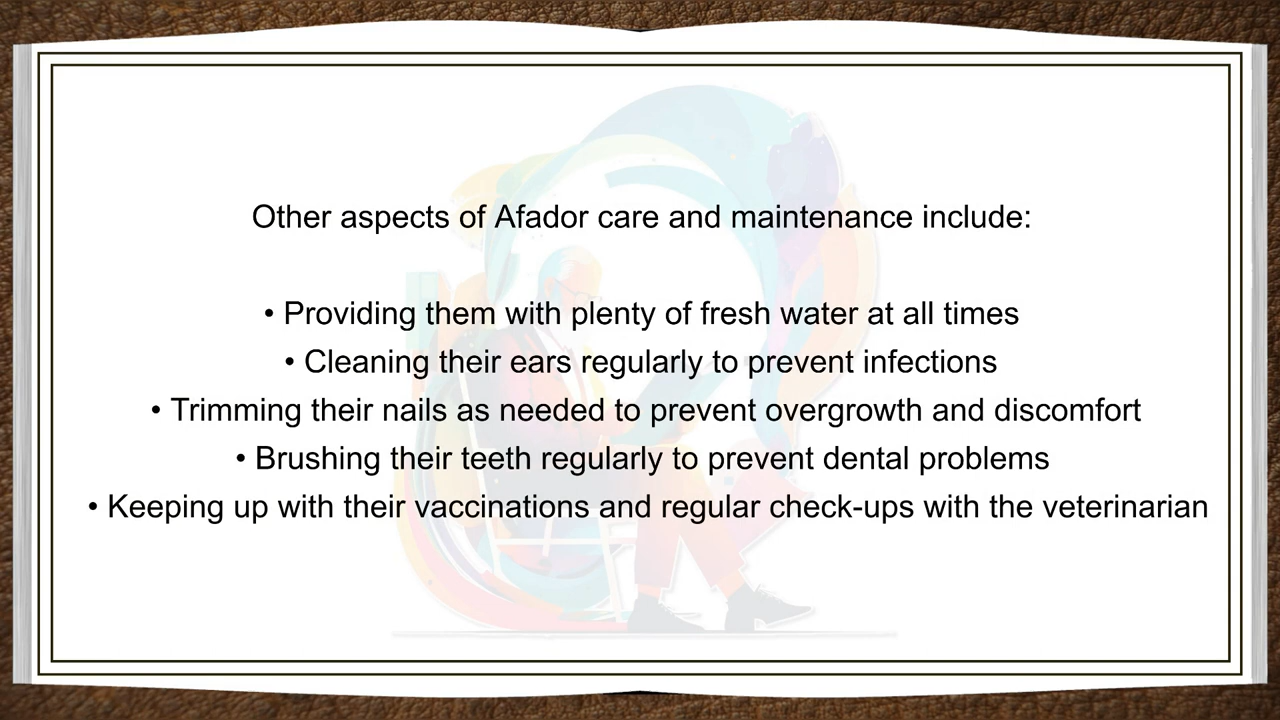 Other aspects of Afador care and maintenance include:
• Providing them with plenty of fresh water at all times
• Cleaning their ears regularly to prevent infections
• Trimming their nails as needed to prevent overgrowth and discomfort
• Brushing their teeth regularly to prevent dental problems
• Keeping up with their vaccinations and regular check-ups with the veterinarian